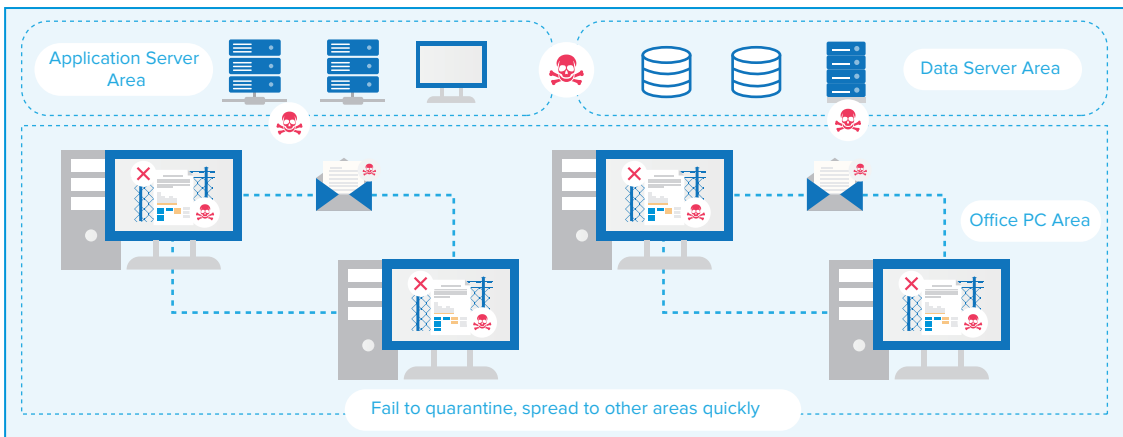 Application Server
Area
Data Server Area
Office PC Area
Fail to quarantine, spread to other areas quickly